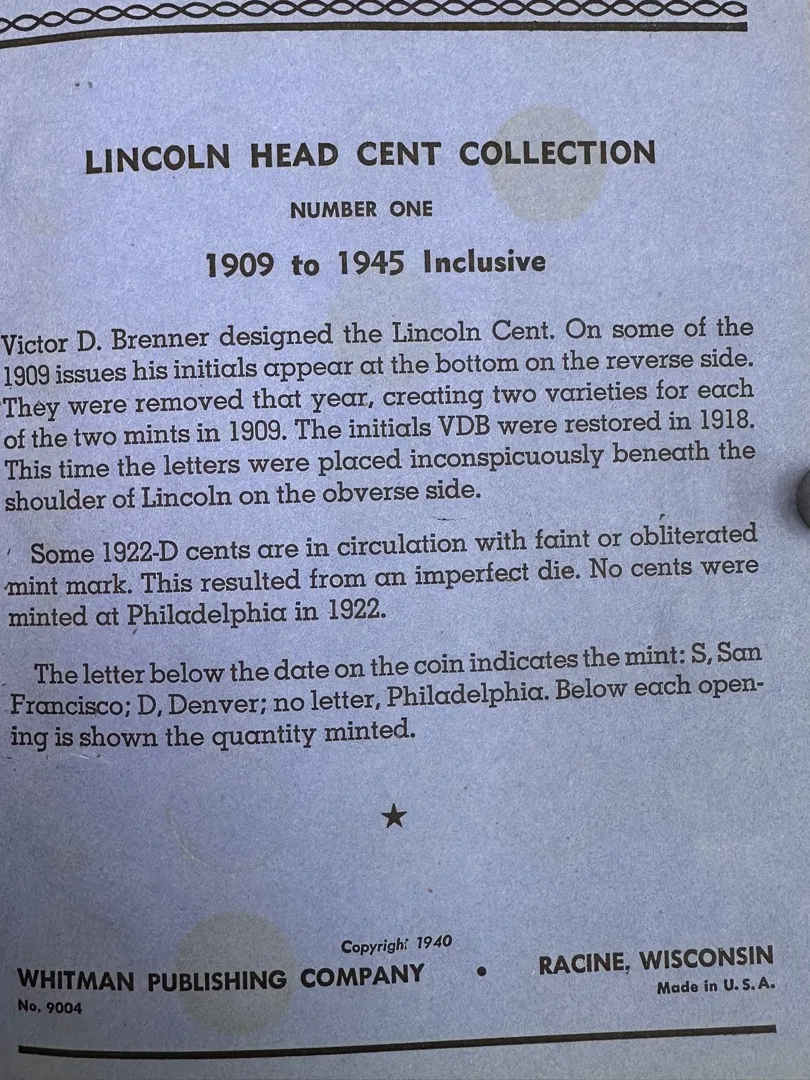 LINCOLN HEAD CENT COLLECTION
NUMBER ONE
1909 to 1945 Inclusive
Victor D. Brenner designed the Lincoln Cent. On some of the
1909 issues his initials appear at the bottom on the reverse side.
They were removed that year, creating two varieties for each
of the two mints in 1909. The initials VDB were restored in 1918.
This time the letters were placed inconspicuously beneath the
shoulder of Lincoln on the obverse side.
Some 1922-D cents are in circulation with faint or obliterated
mint mark. This resulted from an imperfect die. No cents were
minted at Philadelphia in 1922.
The letter below the date on the coin indicates the mint: S, San
Francisco; D, Denver; no letter, Philadelphia. Below each open-
ing is shown the quantity minted.
Copyright 1940
WHITMAN PUBLISHING COMPANY • RACINE, WISCONSIN
No. 9004
Made in U.S.A.